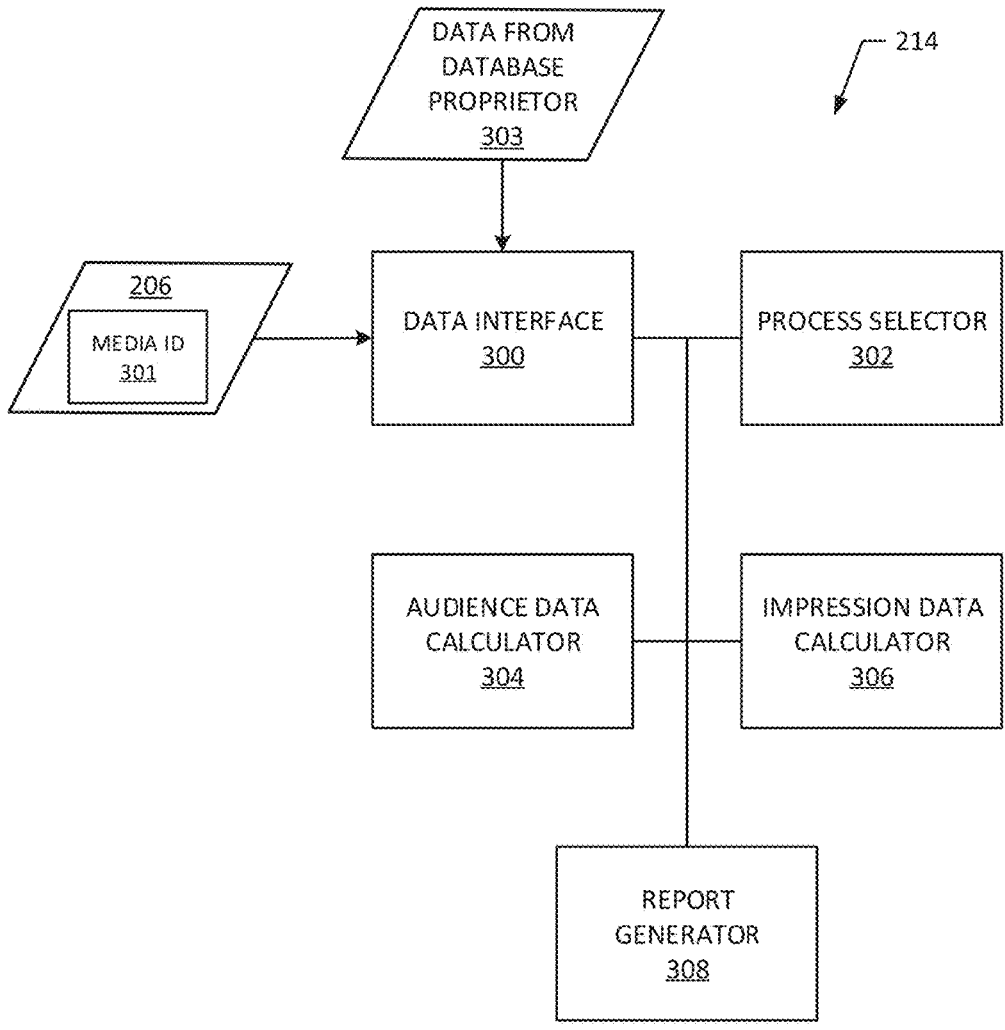 DATA FROM
DATABASE
PROPRIETOR
303
214
206
MEDIA ID
301
DATA INTERFACE
300
PROCESS SELECTOR
302
AUDIENCE DATA
CALCULATOR
304
IMPRESSION DATA
CALCULATOR
306
REPORT
GENERATOR
308